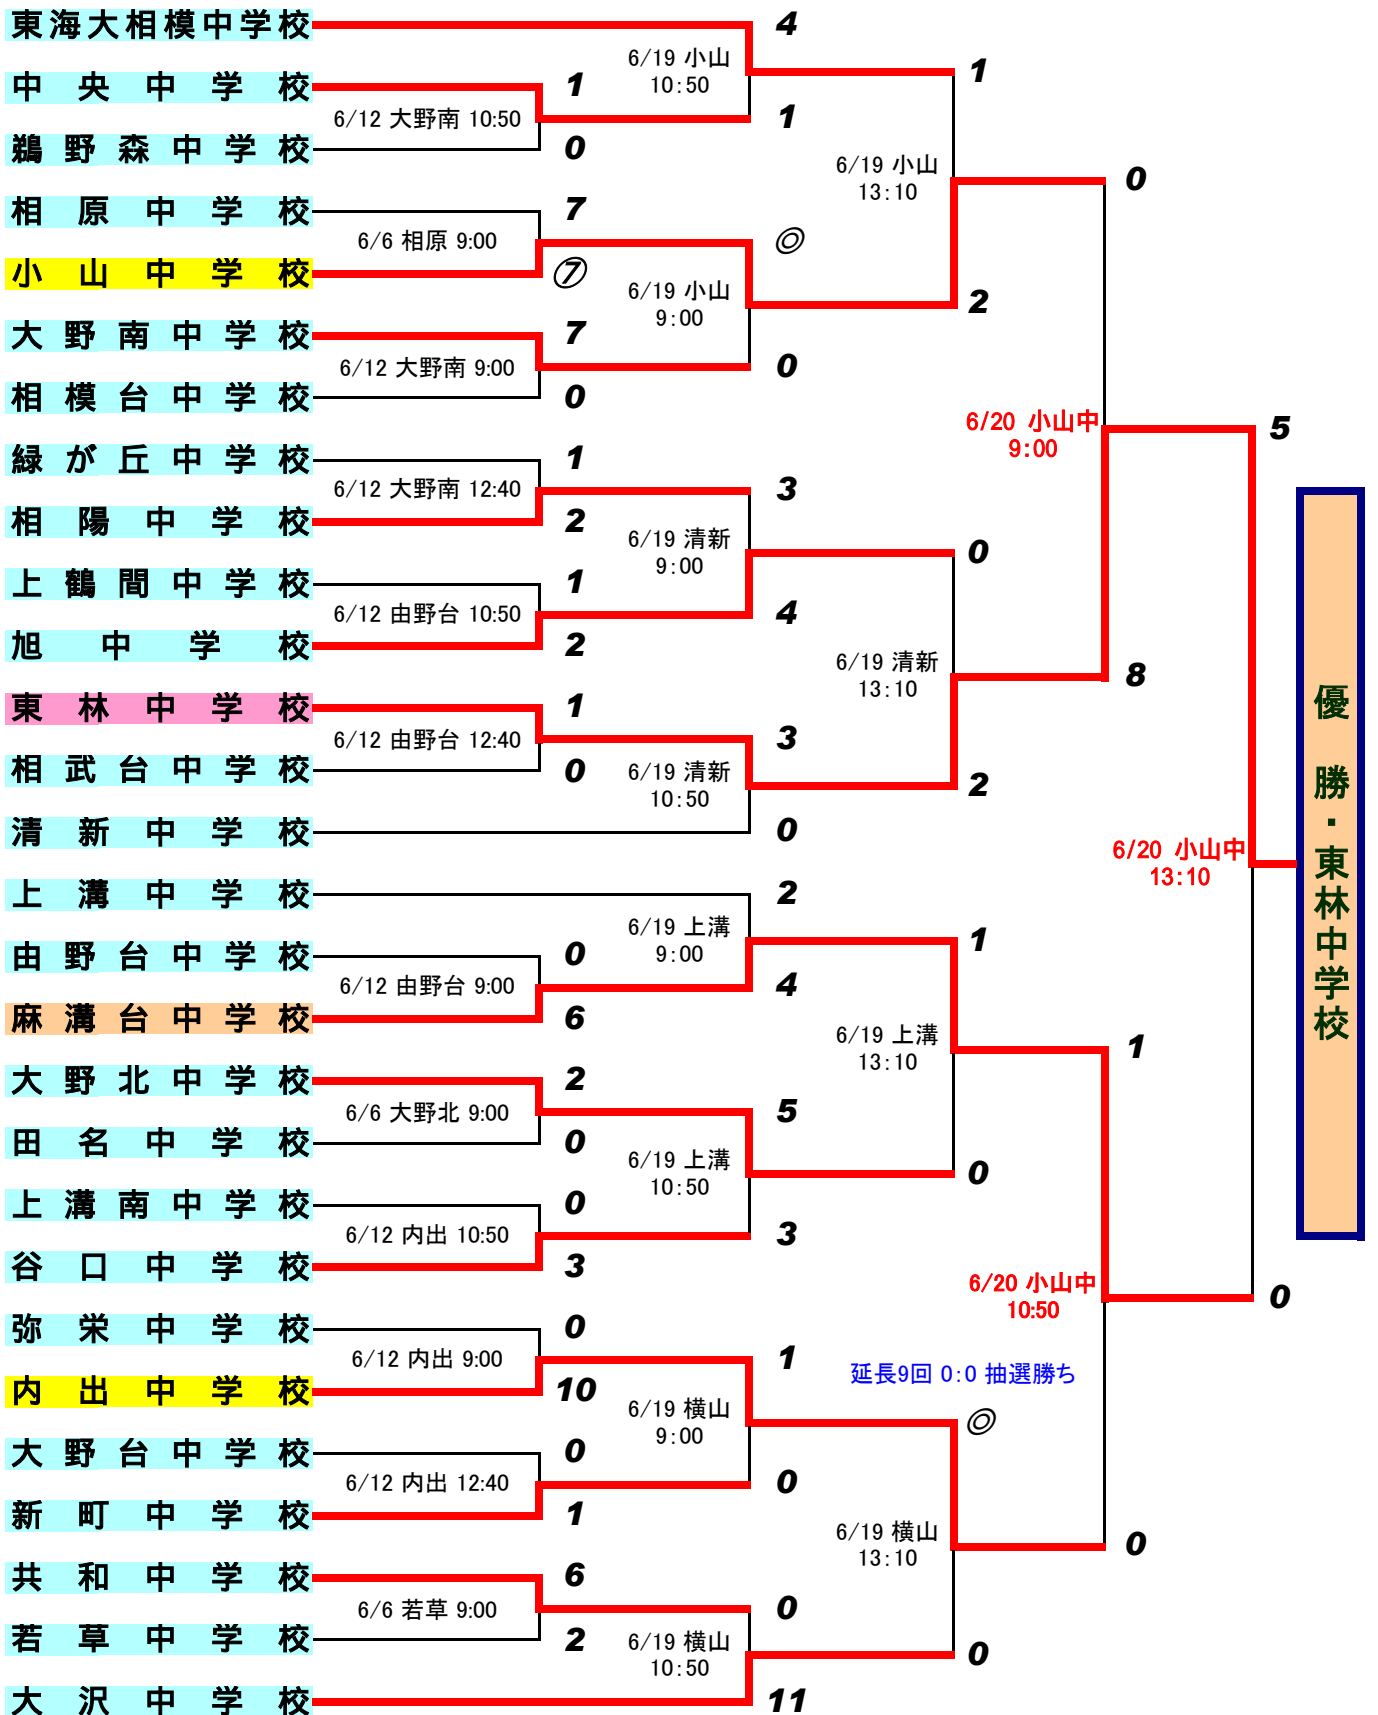 東海大相模中学校
4
6/19 小山
10:50
1
中央中学校
1
6/12 大野南 10:50
1
鵜野森中学校
0
6/19 小山
13:10
0
相原中学校
7
6/6 相原 9:00
◎
小山中学校
⑦
6/19 小山
9:00
2
大野南中学校
7
6/12 大野南 9:00
0
相模台中学校
0
6/20 小山中
9:00
5
緑が丘中学校
1
6/12 大野南 12:40
3
相陽中学校
2
6/19 清新
9:00
0
上鶴間中学校
1
6/12 由野台 10:50
4
旭中学校
2
6/19 清新
13:10
8
東林中学校
1
6/12 由野台 12:40
3
相武台中学校
0
6/19 清新
10:50
2
清新中学校
0
優勝・東林中学校
6/20 小山中
13:10
上溝中学校
2
6/19 上溝
9:00
1
由野台中学校
0
6/12 由野台 9:00
4
麻溝台中学校
6
6/19 上溝
13:10
1
大野北中学校
2
6/6 大野北 9:00
5
田名中学校
0
6/19 上溝
10:50
0
上溝南中学校
0
6/12 内出 10:50
3
谷口中学校
3
6/20 小山中
10:50
0
弥栄中学校
0
6/12 内出 9:00
1
延長9回 0:0 抽選勝ち
内出中学校
10
6/19 横山
9:00
◎
大野台中学校
0
6/12 内出 12:40
0
新町中学校
1
6/19 横山
13:10
0
共和中学校
6
6/6 若草 9:00
0
若草中学校
2
6/19 横山
10:50
0
大沢中学校
11